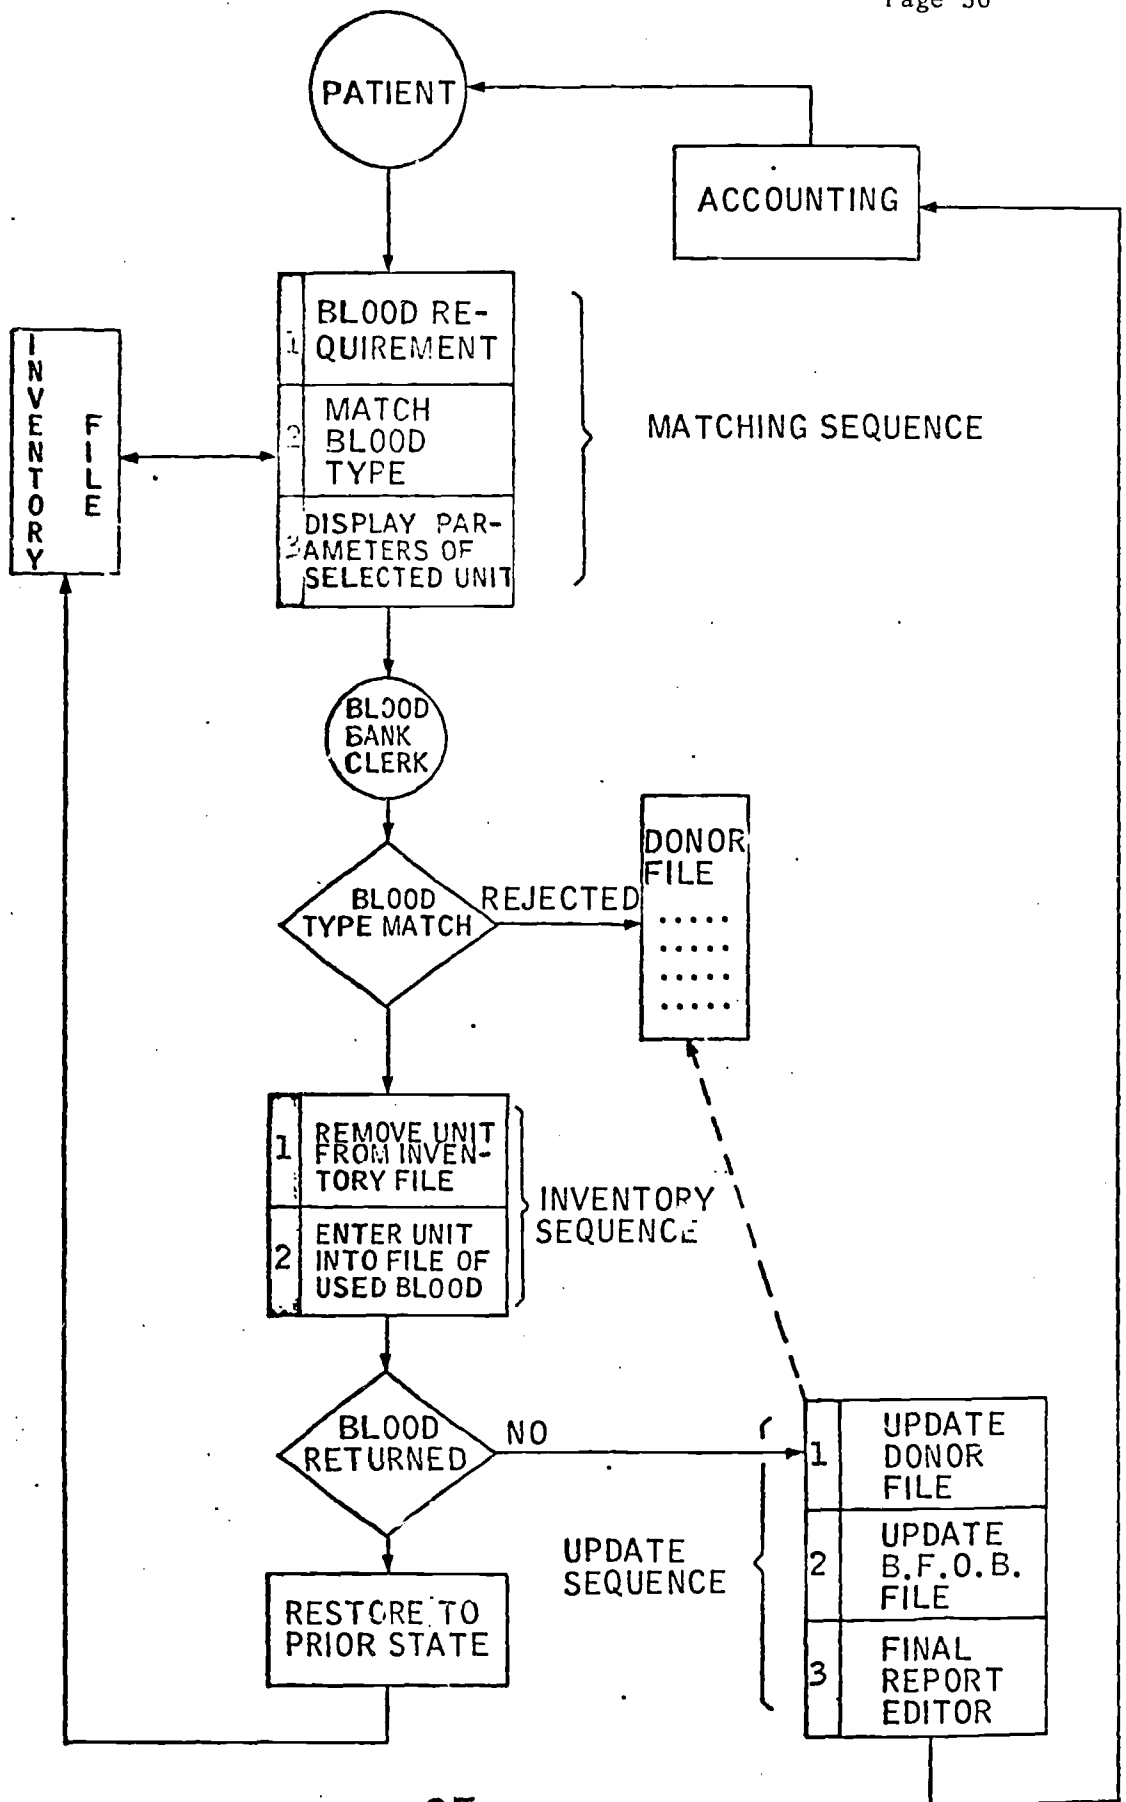 PATIENT
ACCOUNTING
1
BLOOD RE-
QUIREMENT
2
MATCH
BLOOD
TYPE
3
DISPLAY PAR-
AMETERS OF
SELECTED UNIT
MATCHING SEQUENCE
INVENTORY
FILE
BLOOD
BANK
CLERK
BLOOD
TYPE MATCH
REJECTED
DONOR
FILE
.....
.....
.....
.....
1
REMOVE UNIT
FROM INVEN-
TORY FILE
2
ENTER UNIT
INTO FILE OF
USED BLOOD
INVENTORY
SEQUENCE
BLOOD
RETURNED
NO
1
UPDATE
DONOR
FILE
2
UPDATE
B.F.O.B.
FILE
3
FINAL
REPORT
EDITOR
UPDATE
SEQUENCE
RESTORE TO
PRIOR STATE